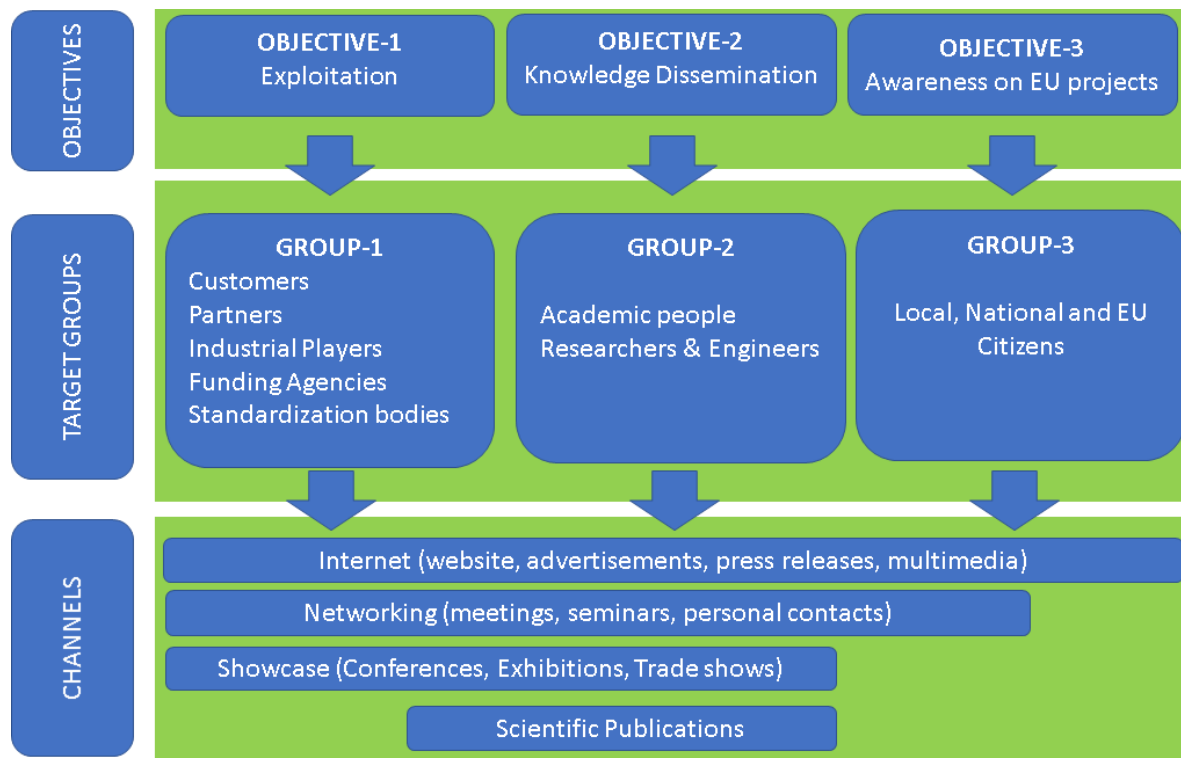 OBJECTIVES
OBJECTIVE-1
Exploitation
OBJECTIVE-2
Knowledge Dissemination
OBJECTIVE-3
Awareness on EU projects
TARGET GROUPS
GROUP-1
Customers
Partners
Industrial Players
Funding Agencies
Standardization bodies
GROUP-2
Academic people
Researchers & Engineers
GROUP-3
Local, National and EU
Citizens
CHANNELS
Internet (website, advertisements, press releases, multimedia)
Networking (meetings, seminars, personal contacts)
Showcase (Conferences, Exhibitions, Trade shows)
Scientific Publications